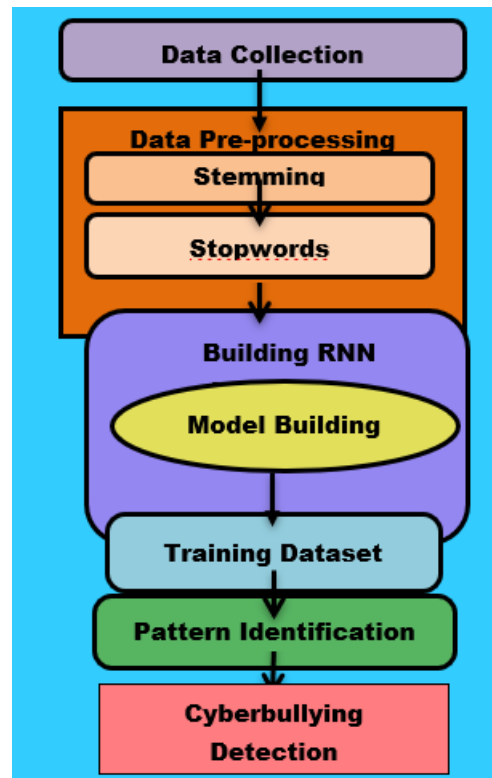 Data Collection
Data Pre-processing
Stemming
Stopwords
Building RNN
Model Building
Training Dataset
Pattern Identification
Cyberbullying
Detection